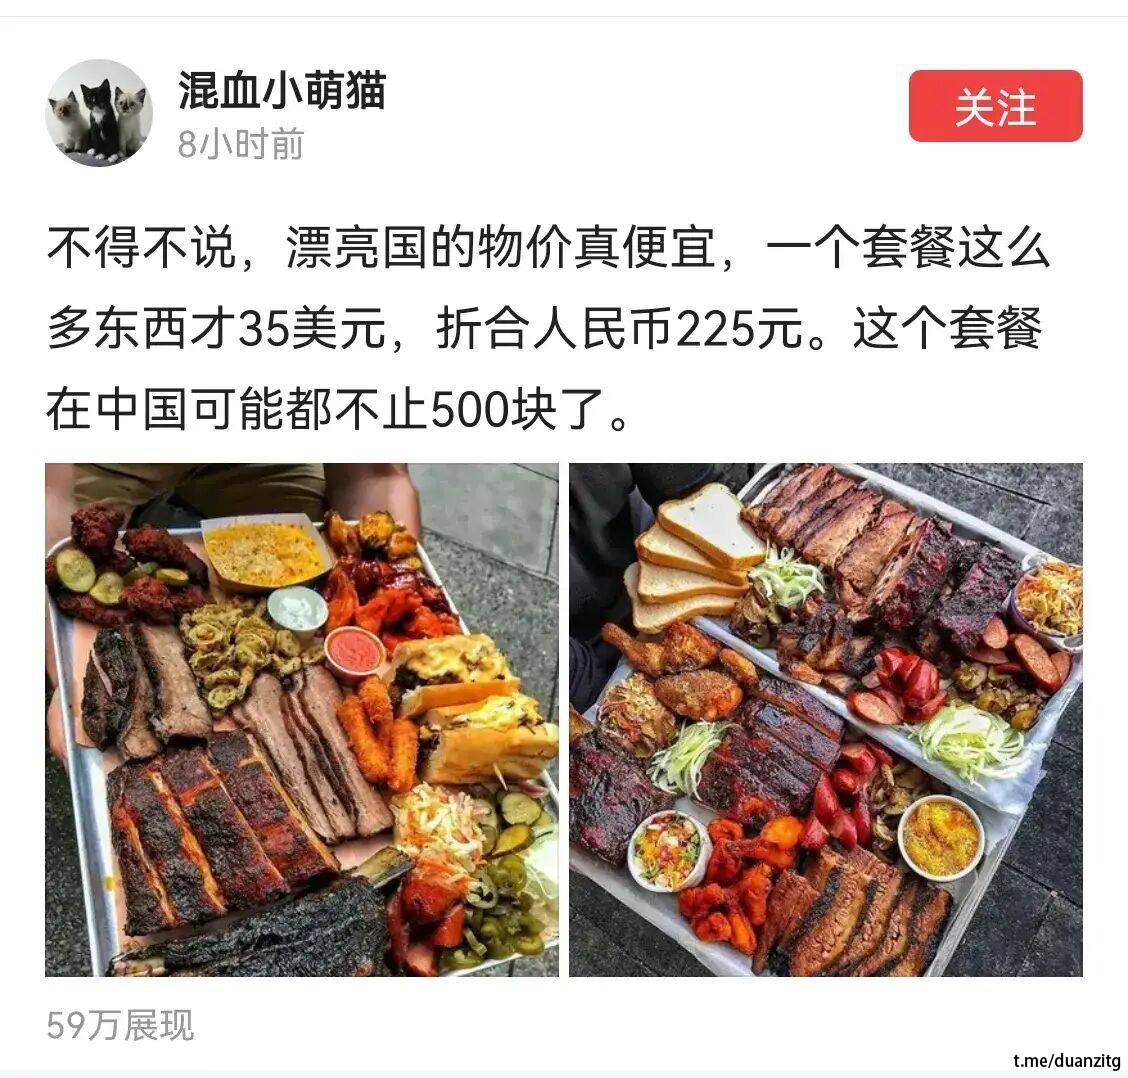 混血小萌猫
8小时前
关注
不得不说，漂亮国的物价真便宜，一个套餐这么
多东西才35美元，折合人民币225元。这个套餐
在中国可能都不止500块了。
59万展现
t.me/duanzitg